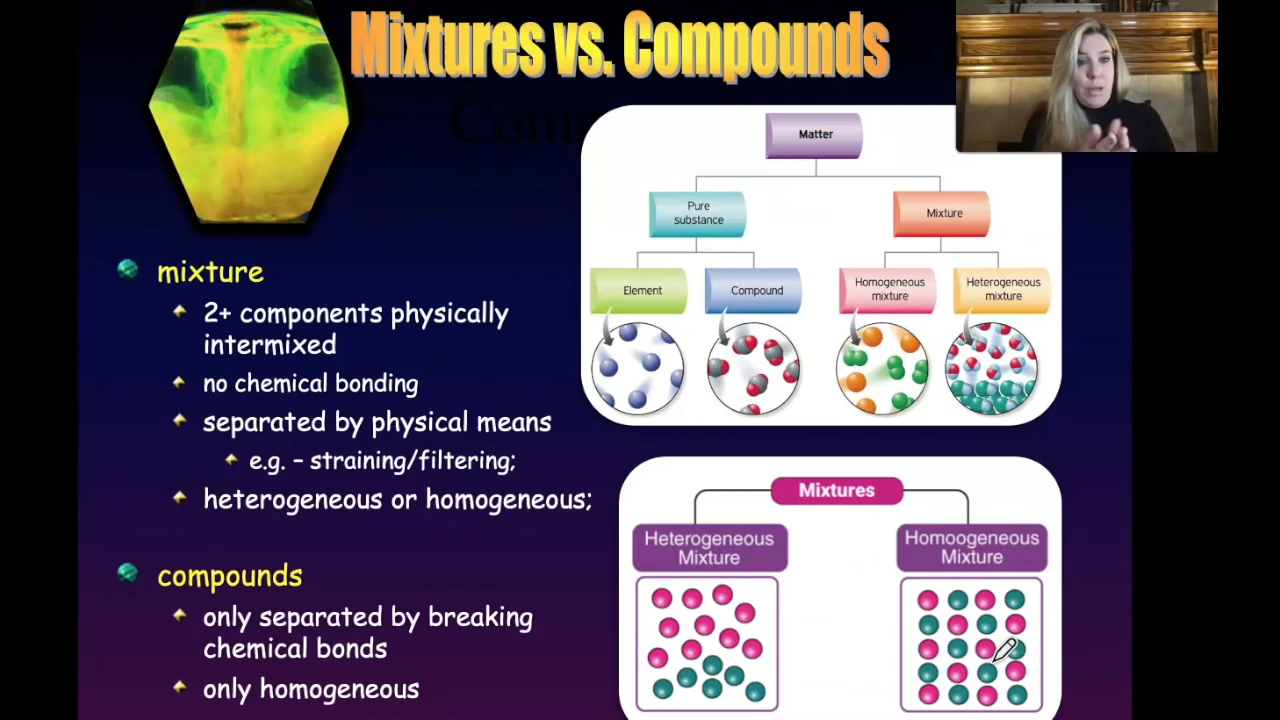 Mixtures vs. Compounds
mixture
2+ components physically
intermixed
no chemical bonding
separated by physical means
e.g. – straining/filtering;
heterogeneous or homogeneous;
compounds
only separated by breaking
chemical bonds
only homogeneous
Matter
Pure
substance
Mixture
Element
Compound
Homogeneous
mixture
Heterogeneous
mixture
Mixtures
Heterogeneous
Mixture
Homoogeneous
Mixture